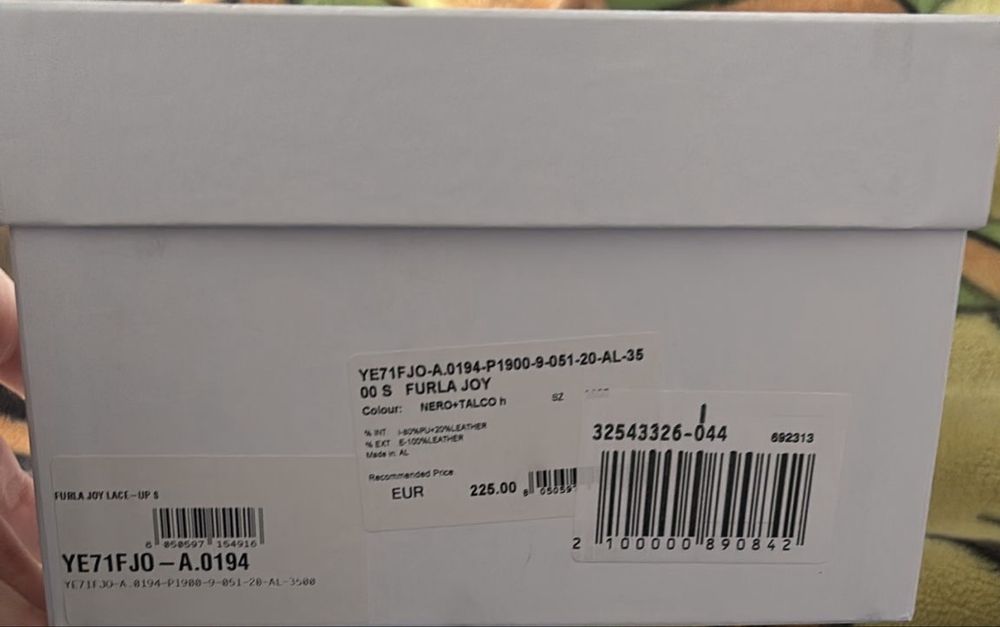 YE71FJO-A.0194-P1900-9-051-20-AL-35
00 S FURLA JOY
Colour: NERO+TALCO h SZ
% INT I-80%PU+20%LEATHER
% EXT E-100%LEATHER
Made in: AL
Recommended Price
EUR 225.00
8 050597
32543326-044 692313
2 100000 890842
FURLA JOY LACE-UP S
8 050597 154916
YE71FJO-A.0194
YE71FJO-A.0194-P1900-9-051-20-AL-3500